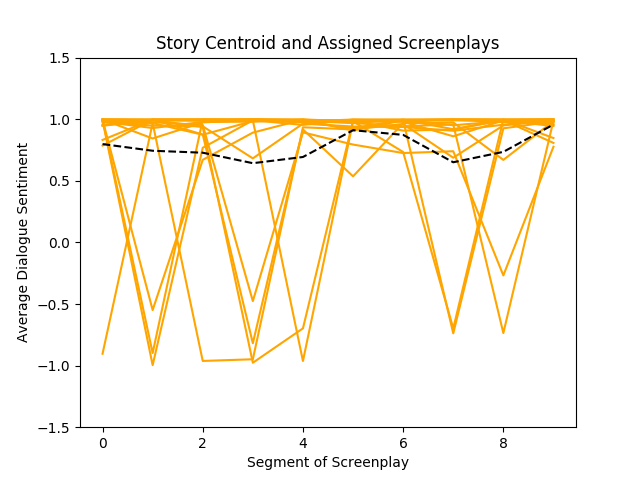 Story Centroid and Assigned Screenplays
1.5
1.0
0.5
0.0
−0.5
−1.0
−1.5
Average Dialogue Sentiment
0 2 4 6 8
Segment of Screenplay